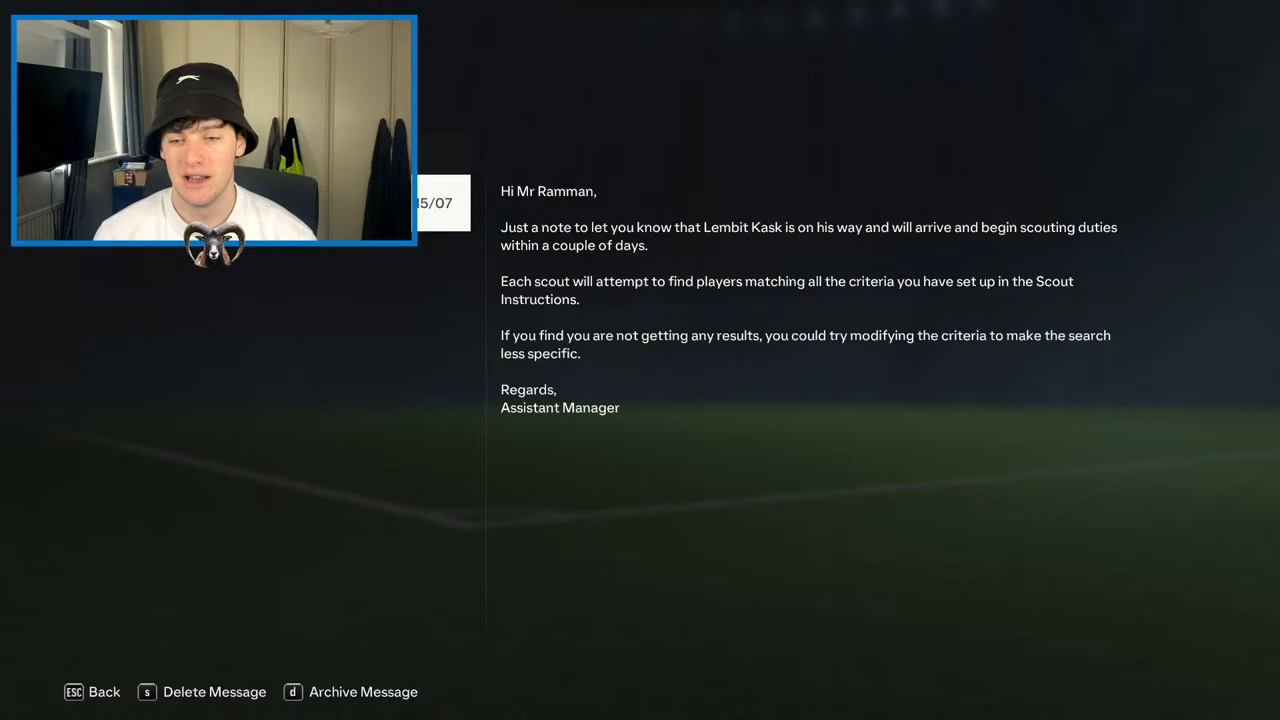 15/07
Hi Mr Ramman,
Just a note to let you know that Lembit Kask is on his way and will arrive and begin scouting duties
within a couple of days.
Each scout will attempt to find players matching all the criteria you have set up in the Scout
Instructions.
If you find you are not getting any results, you could try modifying the criteria to make the search
less specific.
Regards,
Assistant Manager
ESC Back s Delete Message d Archive Message